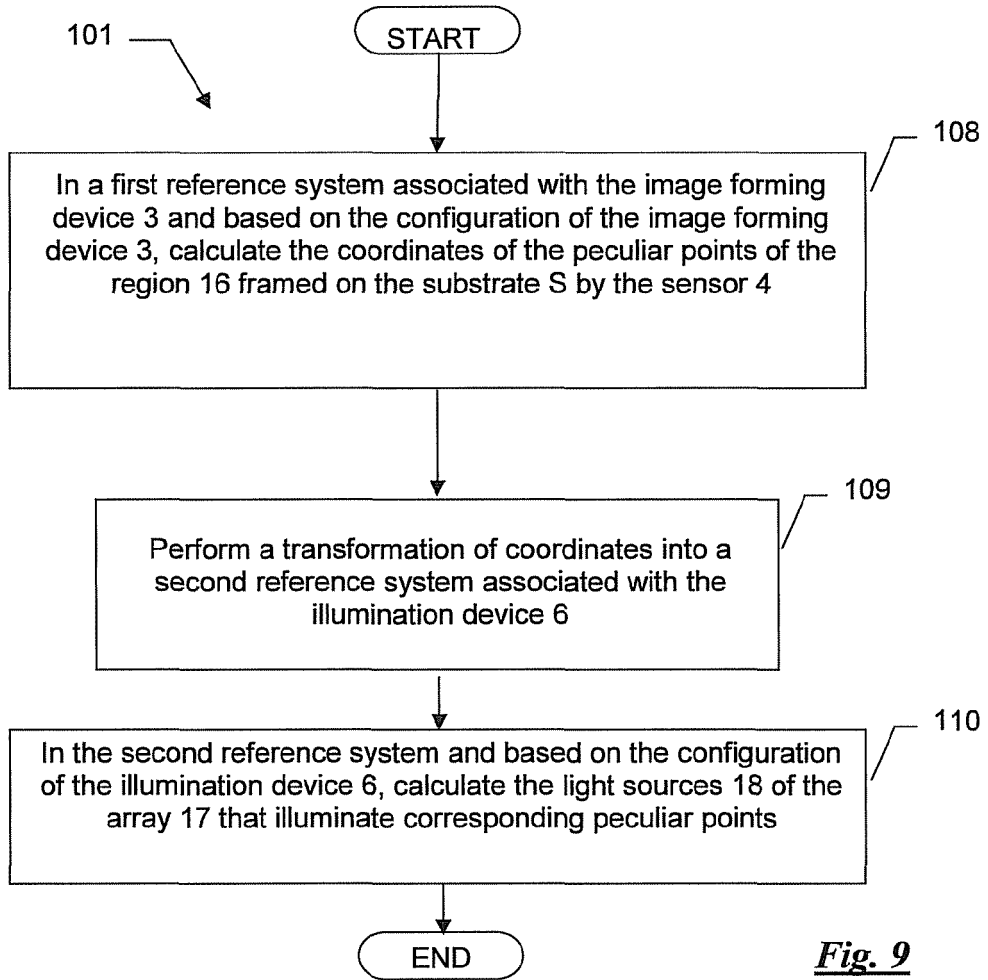 101
START
108
In a first reference system associated with the image forming
device 3 and based on the configuration of the image forming
device 3, calculate the coordinates of the peculiar points of the
region 16 framed on the substrate S by the sensor 4
109
Perform a transformation of coordinates into a
second reference system associated with the
illumination device 6
110
In the second reference system and based on the configuration
of the illumination device 6, calculate the light sources 18 of the
array 17 that illuminate corresponding peculiar points
END
Fig. 9